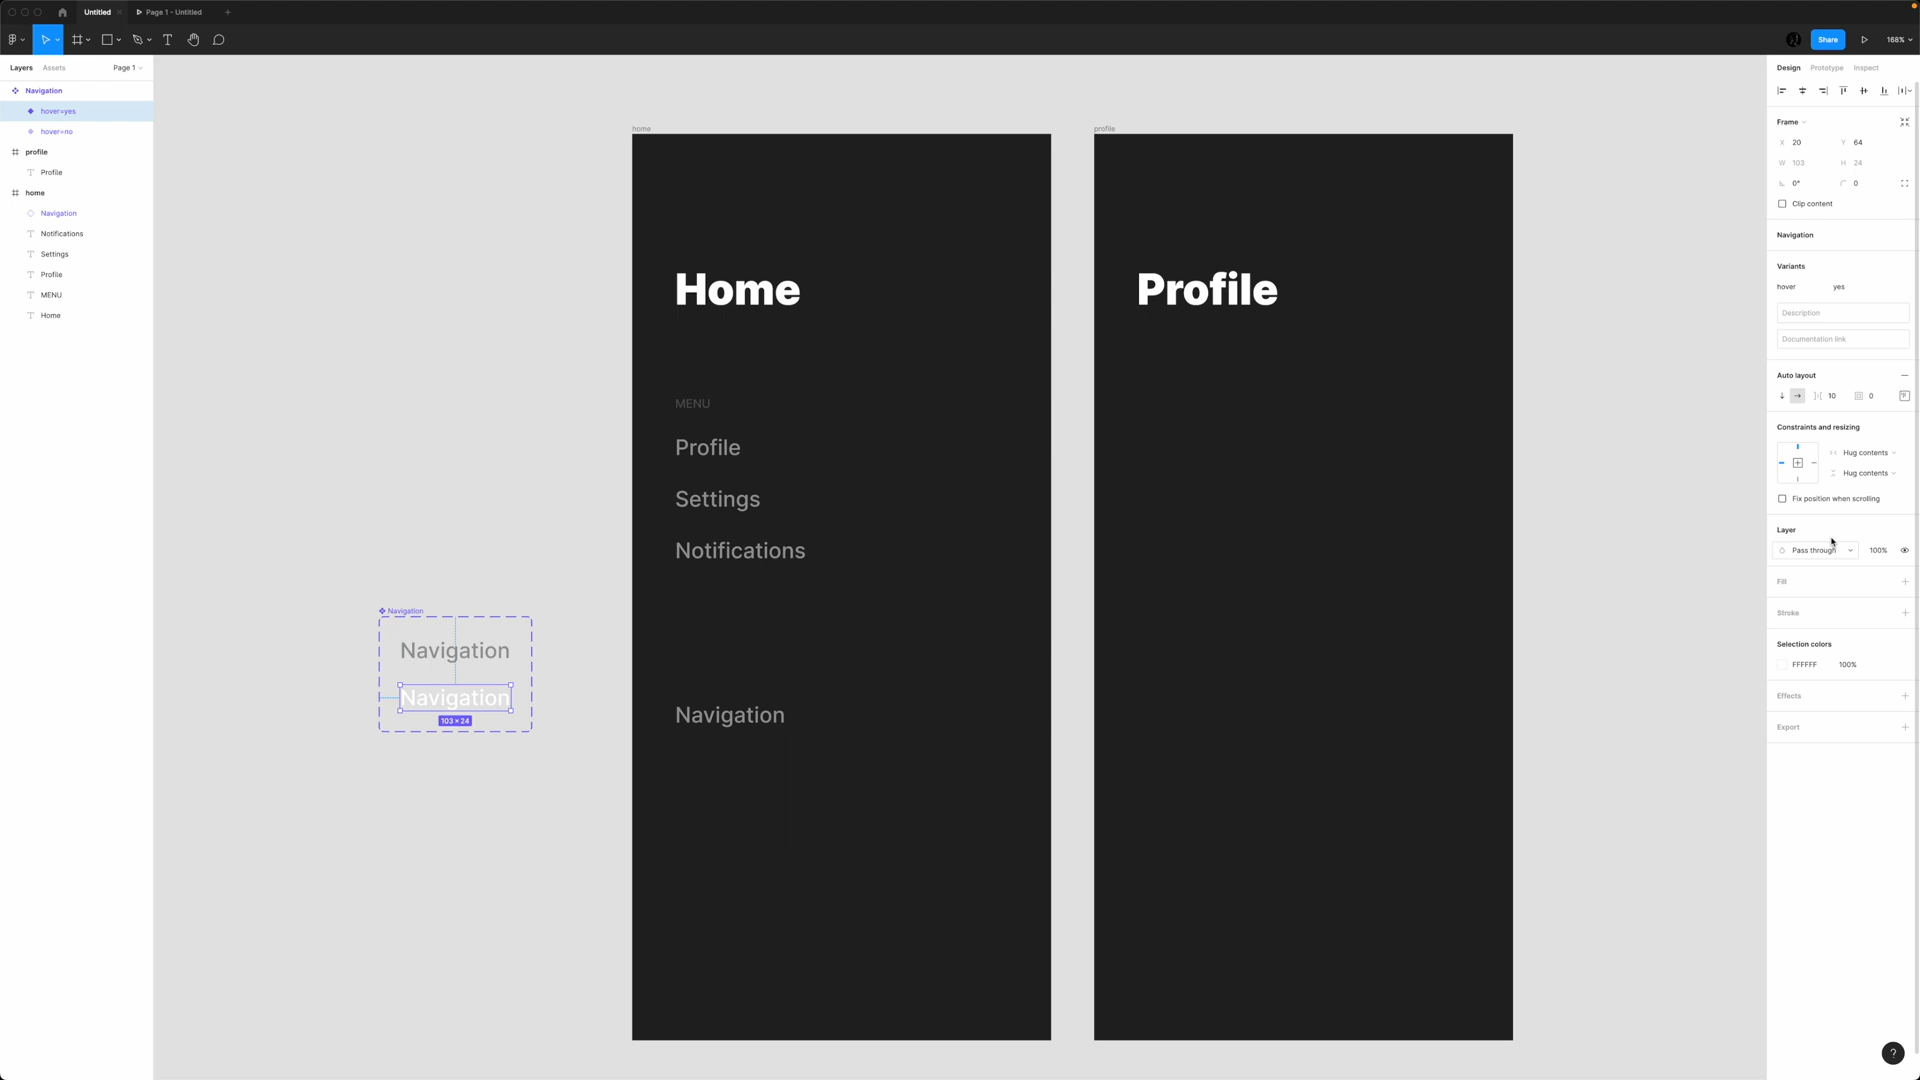 Untitled
Page 1 - Untitled
Share
168%
Layers
Assets
Page 1
Navigation
hover=yes
hover=no
profile
Profile
home
Navigation
Notifications
Settings
Profile
MENU
Home
home
Home
MENU
Profile
Settings
Notifications
Navigation
profile
Profile
Navigation
Navigation
Navigation
103 × 24
Design
Prototype
Inspect
Frame
X 20
Y 64
W 103
H 24
0°
0
Clip content
Navigation
Variants
hover
yes
Description
Documentation link
Auto layout
10
0
Constraints and resizing
Hug contents
Hug contents
Fix position when scrolling
Layer
Pass through
100%
Fill
Stroke
Selection colors
FFFFFF
100%
Effects
Export
?